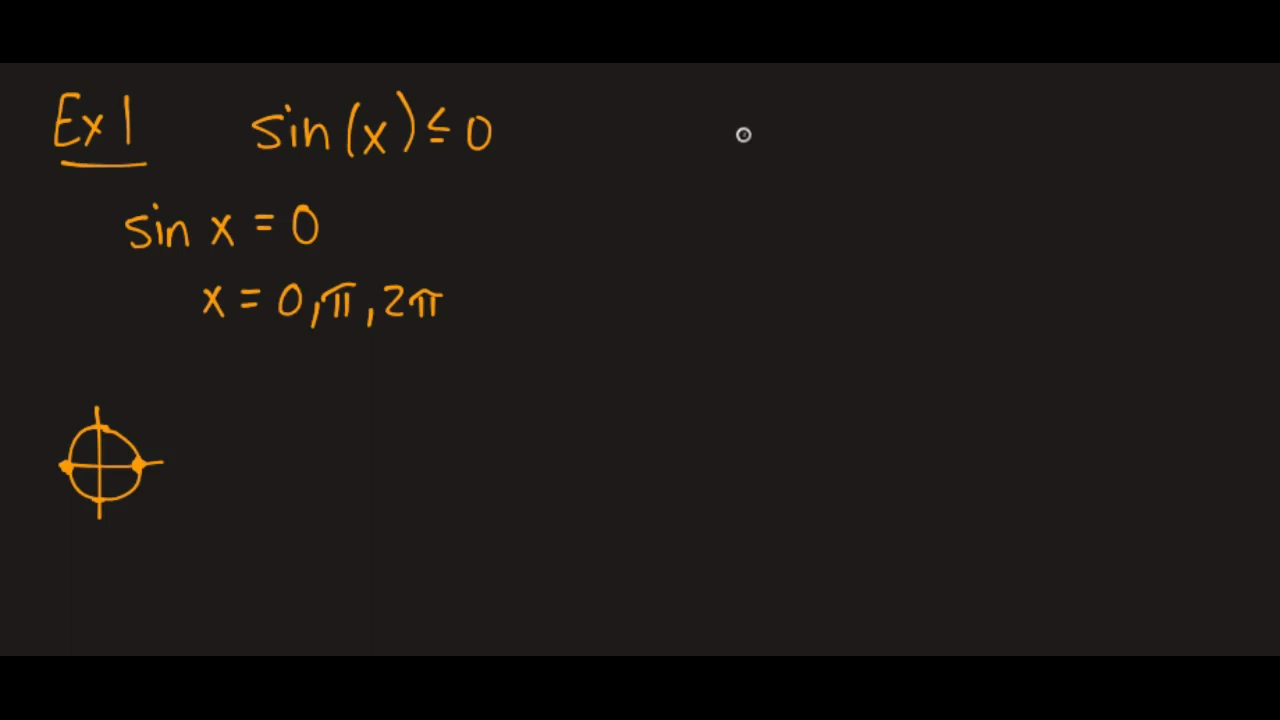 Ex 1
sin(x) ≤ 0
sin x = 0
x = 0, π, 2π